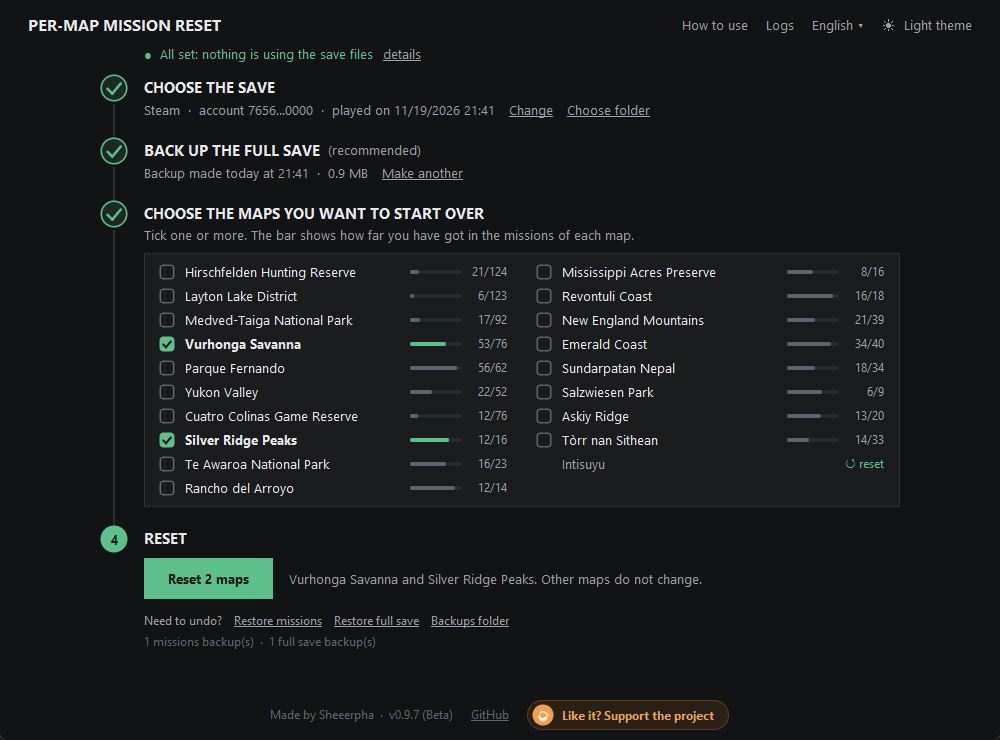 PER-MAP MISSION RESET
How to use Logs English ▾ Light theme
All set: nothing is using the save files details
CHOOSE THE SAVE
Steam · account 7656...0000 · played on 11/19/2026 21:41 Change Choose folder
BACK UP THE FULL SAVE (recommended)
Backup made today at 21:41 · 0.9 MB Make another
CHOOSE THE MAPS YOU WANT TO START OVER
Tick one or more. The bar shows how far you have got in the missions of each map.
Hirschfelden Hunting Reserve 21/124
Layton Lake District 6/123
Medved-Taiga National Park 17/92
Vurhonga Savanna 53/76
Parque Fernando 56/62
Yukon Valley 22/52
Cuatro Colinas Game Reserve 12/76
Silver Ridge Peaks 12/16
Te Awaroa National Park 16/23
Rancho del Arroyo 12/14
Mississippi Acres Preserve 8/16
Revontuli Coast 16/18
New England Mountains 21/39
Emerald Coast 34/40
Sundarpatan Nepal 18/34
Salzwiesen Park 6/9
Askiy Ridge 13/20
Tòrr nan Sithean 14/33
Intisuyu reset
4 RESET
Reset 2 maps Vurhonga Savanna and Silver Ridge Peaks. Other maps do not change.
Need to undo? Restore missions Restore full save Backups folder
1 missions backup(s) · 1 full save backup(s)
Made by Sheeerpha · v0.9.7 (Beta) GitHub Like it? Support the project